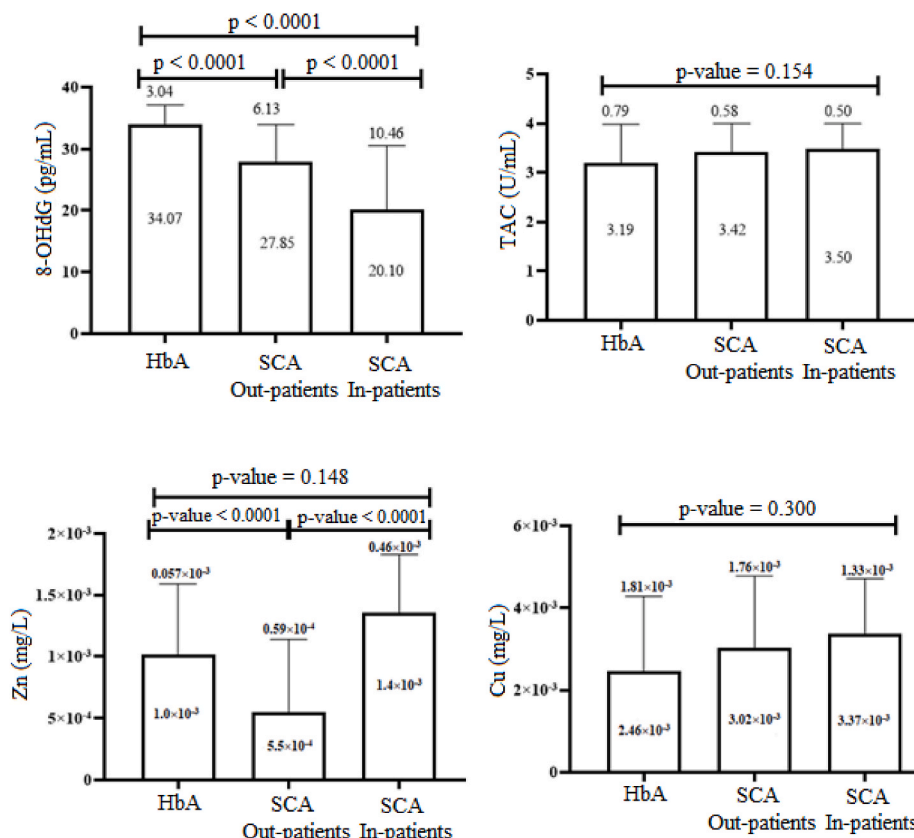 p < 0.0001
p < 0.0001 p < 0.0001
8-OHdG (pg/mL)
40
30
20
10
0
3.04
6.13
10.46
34.07
27.85
20.10
HbA
SCA
Out-patients
SCA
In-patients
p-value = 0.154
TAC (U/mL)
5
4
3
2
1
0
0.79
0.58
0.50
3.19
3.42
3.50
HbA
SCA
Out-patients
SCA
In-patients
p-value = 0.148
p-value < 0.0001 p-value < 0.0001
Zn (mg/L)
2×10⁻³
1.5×10⁻³
1×10⁻³
5×10⁻⁴
0
0.057×10⁻³
0.59×10⁻⁴
0.46×10⁻³
1.0×10⁻³
5.5×10⁻⁴
1.4×10⁻³
HbA
SCA
Out-patients
SCA
In-patients
p-value = 0.300
Cu (mg/L)
6×10⁻³
4×10⁻³
2×10⁻³
0
1.81×10⁻³
1.76×10⁻³
1.33×10⁻³
2.46×10⁻³
3.02×10⁻³
3.37×10⁻³
HbA
SCA
Out-patients
SCA
In-patients